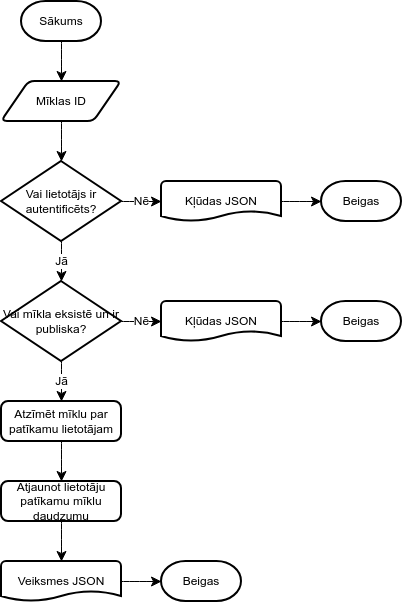 Sākums
Mīklas ID
Vai lietotājs ir
autentificēts?
Nē
Kļūdas JSON
Beigas
Jā
Vai mīkla eksistē un ir
publiska?
Nē
Kļūdas JSON
Beigas
Jā
Atzīmēt mīklu par
patīkamu lietotājam
Atjaunot lietotāju
patīkamu mīklu
daudzumu
Veiksmes JSON
Beigas